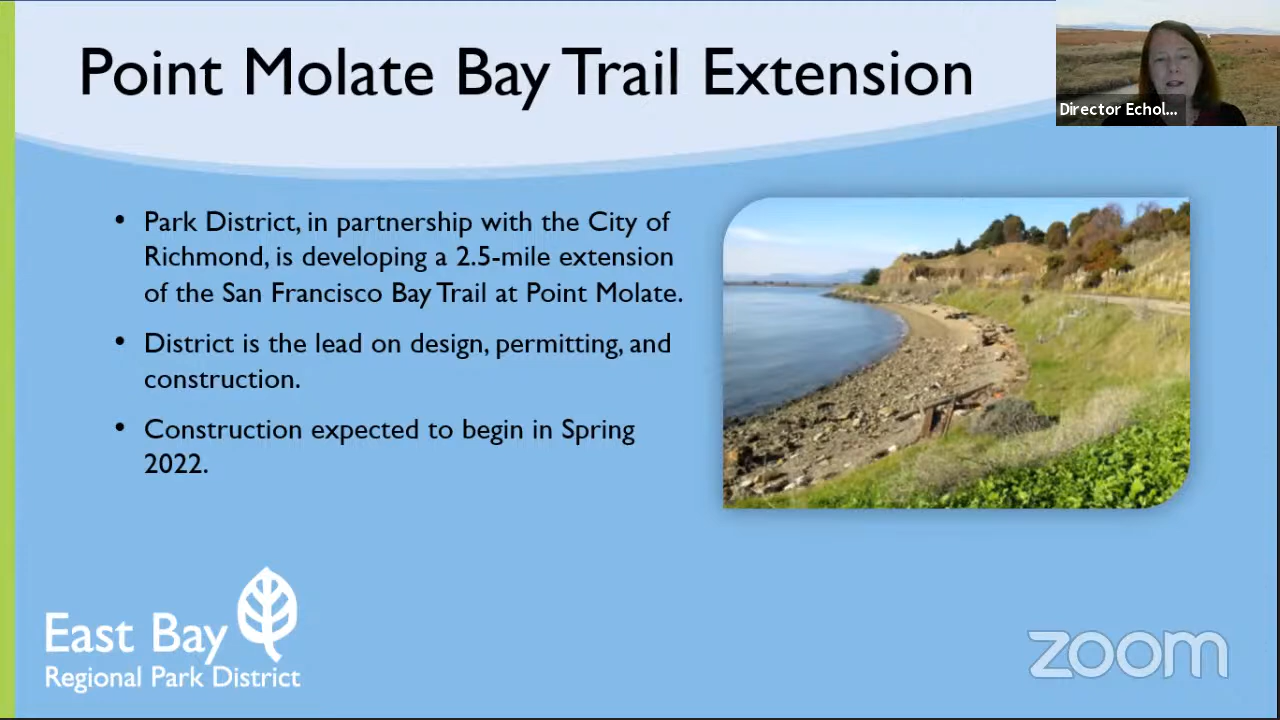 Point Molate Bay Trail Extension
Director Echol...
• Park District, in partnership with the City of
Richmond, is developing a 2.5-mile extension
of the San Francisco Bay Trail at Point Molate.
• District is the lead on design, permitting, and
construction.
• Construction expected to begin in Spring
2022.
East Bay
Regional Park District
zoom